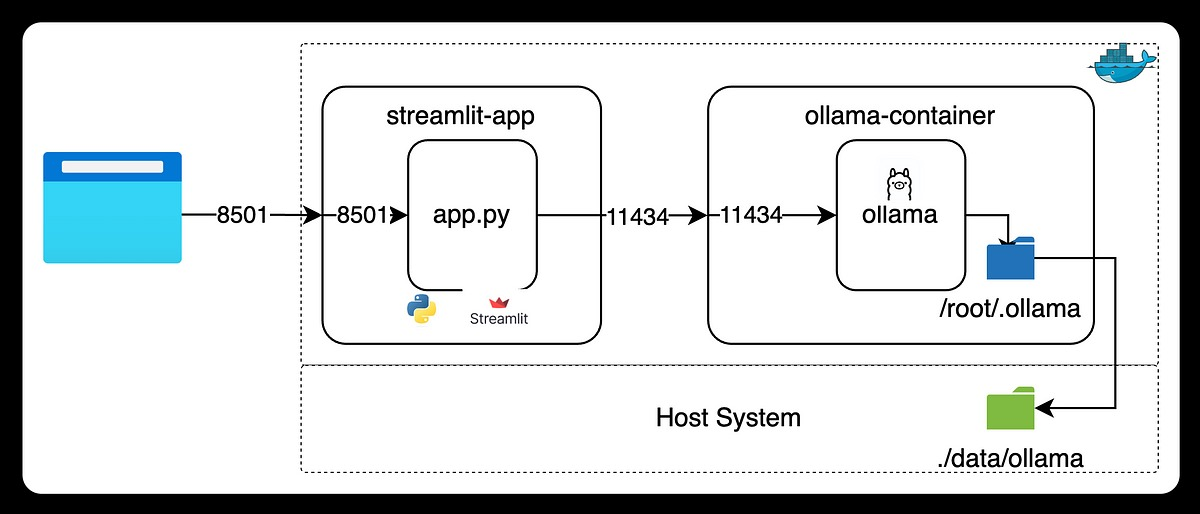 streamlit-app
ollama-container
8501
8501
app.py
11434
11434
ollama
Streamlit
/root/.ollama
Host System
./data/ollama